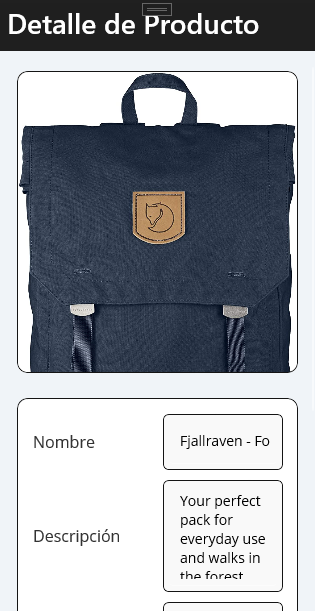 Detalle de Producto
Nombre
Fjallraven - Fo
Descripción
Your perfect
pack for
everyday use
and walks in
the forest